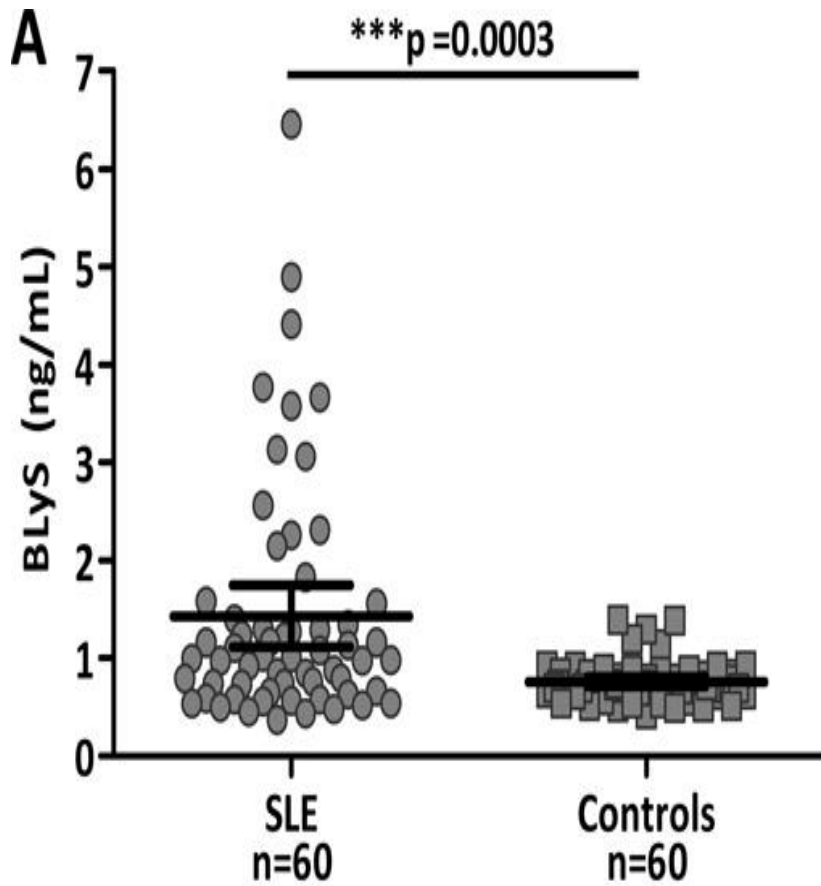 A
***p =0.0003
BLyS (ng/mL)
7
6
5
4
3
2
1
0
SLE
n=60
Controls
n=60